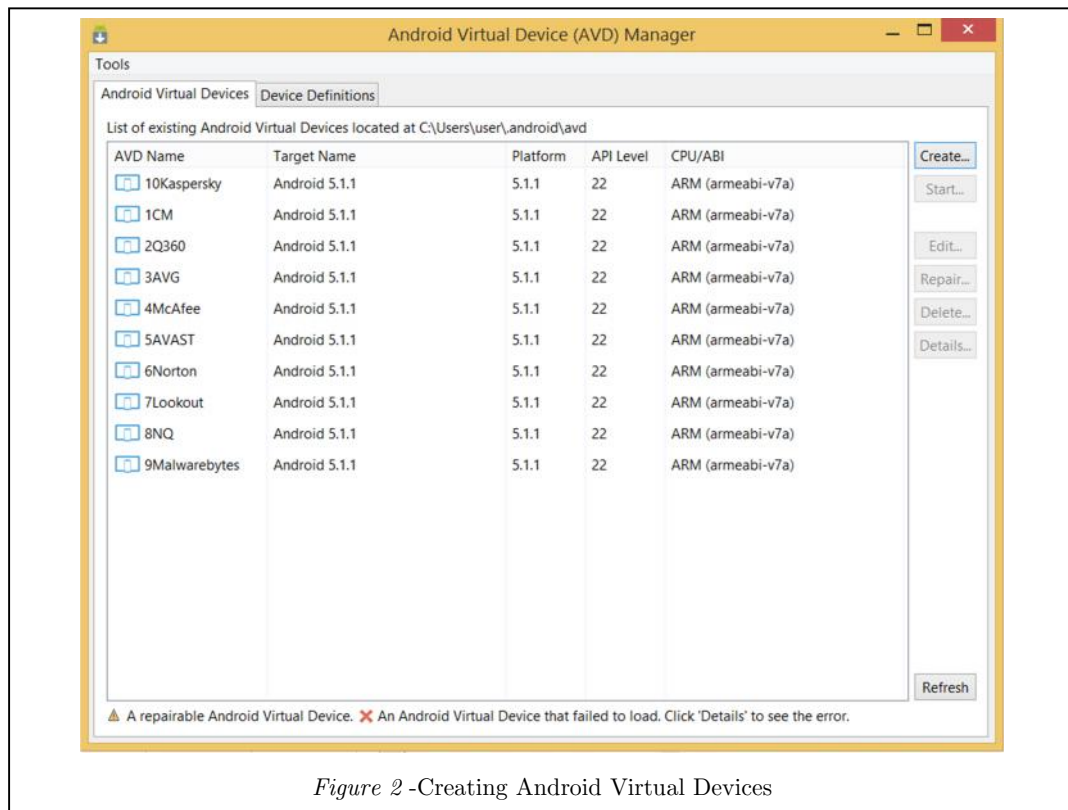 Android Virtual Device (AVD) Manager
Tools
Android Virtual Devices Device Definitions
List of existing Android Virtual Devices located at C:\Users\user\.android\avd
AVD Name Target Name Platform API Level CPU/ABI Create...
10Kaspersky Android 5.1.1 5.1.1 22 ARM (armeabi-v7a) Start...
1CM Android 5.1.1 5.1.1 22 ARM (armeabi-v7a)
2Q360 Android 5.1.1 5.1.1 22 ARM (armeabi-v7a) Edit...
3AVG Android 5.1.1 5.1.1 22 ARM (armeabi-v7a) Repair...
4McAfee Android 5.1.1 5.1.1 22 ARM (armeabi-v7a) Delete...
5AVAST Android 5.1.1 5.1.1 22 ARM (armeabi-v7a) Details...
6Norton Android 5.1.1 5.1.1 22 ARM (armeabi-v7a)
7Lookout Android 5.1.1 5.1.1 22 ARM (armeabi-v7a)
8NQ Android 5.1.1 5.1.1 22 ARM (armeabi-v7a)
9Malwarebytes Android 5.1.1 5.1.1 22 ARM (armeabi-v7a)
Refresh
A repairable Android Virtual Device. An Android Virtual Device that failed to load. Click 'Details' to see the error.
Figure 2 -Creating Android Virtual Devices